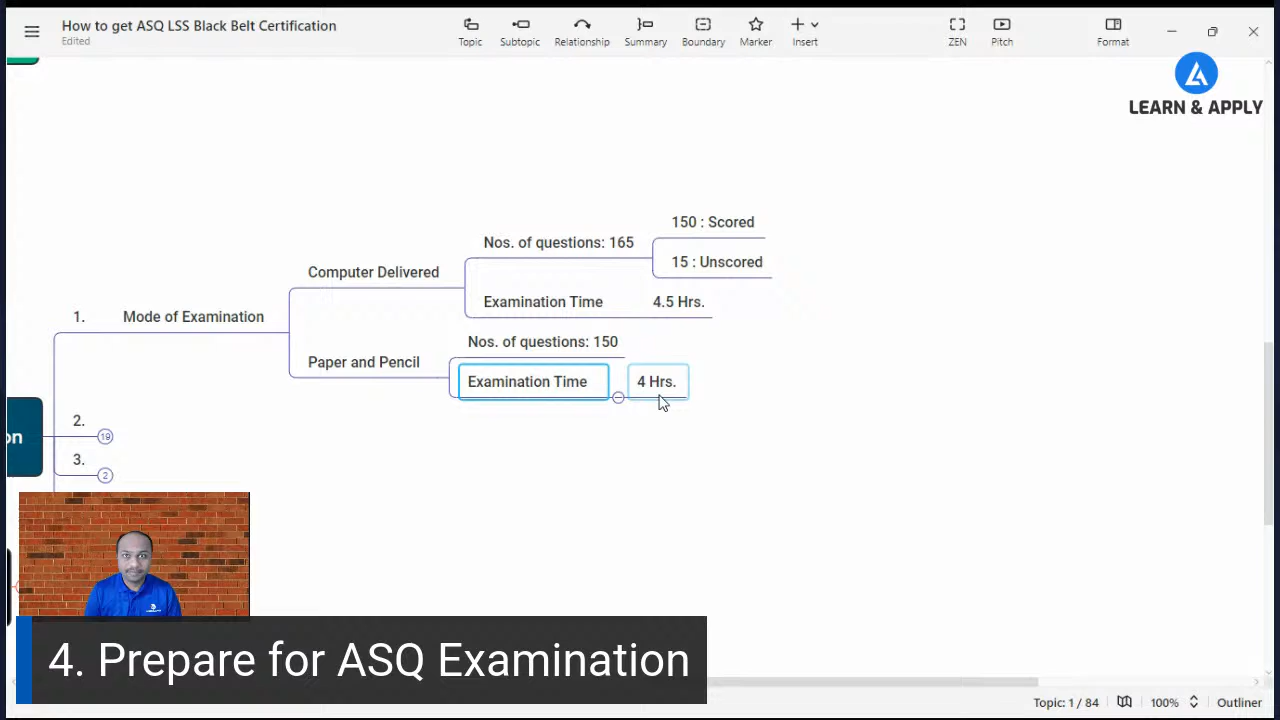 How to get ASQ LSS Black Belt Certification
Edited
Topic
Subtopic
Relationship
Summary
Boundary
Marker
Insert
ZEN
Pitch
Format
LEARN & APPLY
150 : Scored
Nos. of questions: 165
15 : Unscored
Computer Delivered
Examination Time
4.5 Hrs.
1.
Mode of Examination
Nos. of questions: 150
Paper and Pencil
Examination Time
4 Hrs.
2.
19
on
3.
2
4. Prepare for ASQ Examination
Topic: 1 / 84
100%
Outliner